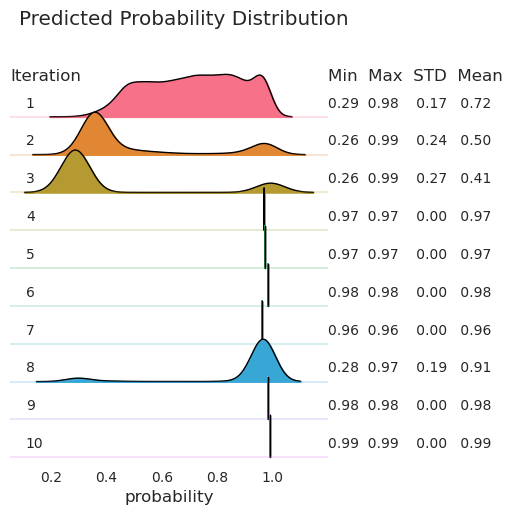 Predicted Probability Distribution
Iteration Min Max STD Mean
1 0.29 0.98 0.17 0.72
2 0.26 0.99 0.24 0.50
3 0.26 0.99 0.27 0.41
4 0.97 0.97 0.00 0.97
5 0.97 0.97 0.00 0.97
6 0.98 0.98 0.00 0.98
7 0.96 0.96 0.00 0.96
8 0.28 0.97 0.19 0.91
9 0.98 0.98 0.00 0.98
10 0.99 0.99 0.00 0.99
0.2 0.4 0.6 0.8 1.0
probability